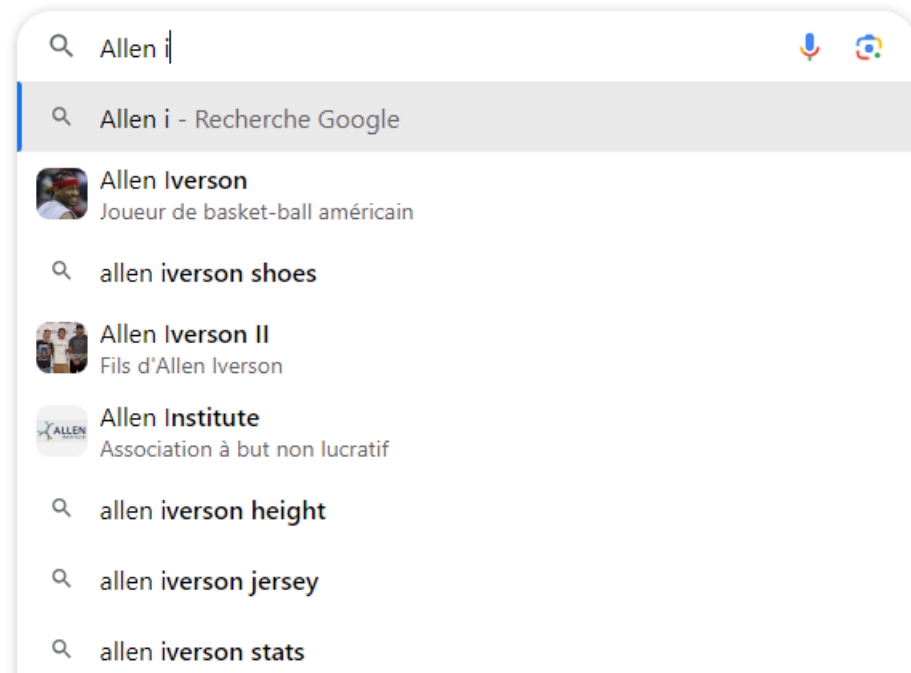 Allen i
Allen i - Recherche Google
Allen Iverson
Joueur de basket-ball américain
allen iverson shoes
Allen Iverson II
Fils d'Allen Iverson
Allen Institute
ALLEN
Association à but non lucratif
allen iverson height
allen iverson jersey
allen iverson stats